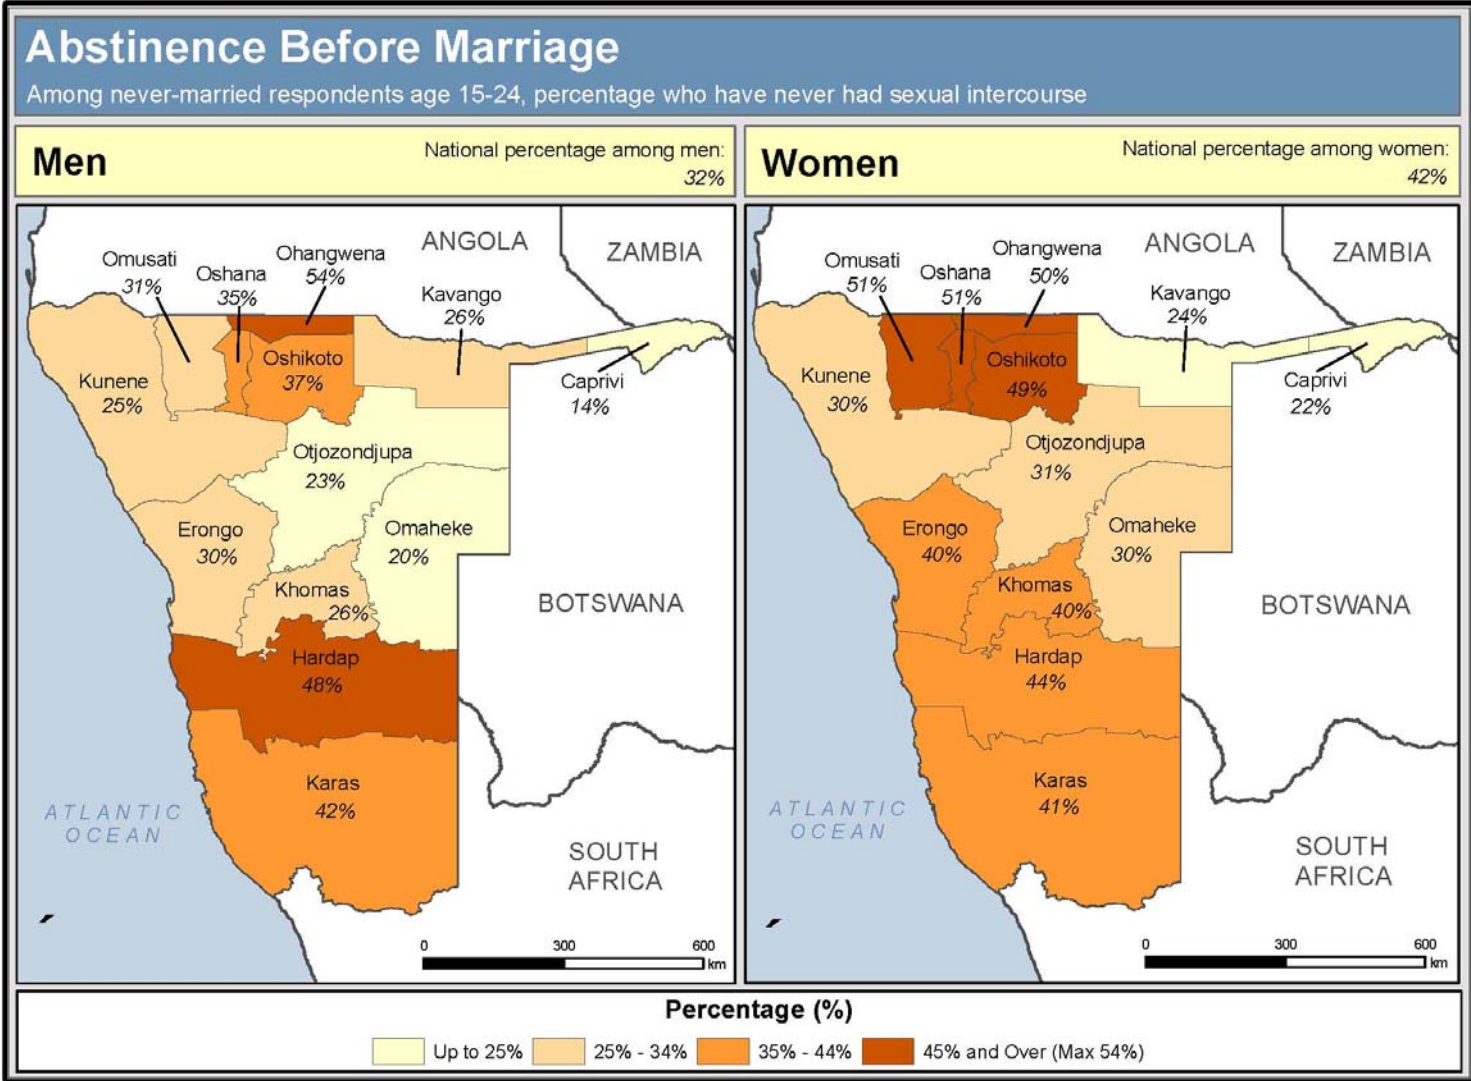 Abstinence Before Marriage
Among never-married respondents age 15-24, percentage who have never had sexual intercourse
Men
National percentage among men:
32%
ANGOLA
ZAMBIA
Omusati
31%
Oshana
35%
Ohangwena
54%
Kavango
26%
Kunene
25%
Oshikoto
37%
Caprivi
14%
Otjozondjupa
23%
Erongo
30%
Omaheke
20%
Khomas
26%
BOTSWANA
Hardap
48%
Karas
42%
ATLANTIC
OCEAN
SOUTH
AFRICA
0 300 600
km
Women
National percentage among women:
42%
ANGOLA
ZAMBIA
Omusati
51%
Oshana
51%
Ohangwena
50%
Kavango
24%
Kunene
30%
Oshikoto
49%
Caprivi
22%
Otjozondjupa
31%
Erongo
40%
Omaheke
30%
Khomas
40%
BOTSWANA
Hardap
44%
Karas
41%
ATLANTIC
OCEAN
SOUTH
AFRICA
0 300 600
km
Percentage (%)
Up to 25% 25% - 34% 35% - 44% 45% and Over (Max 54%)